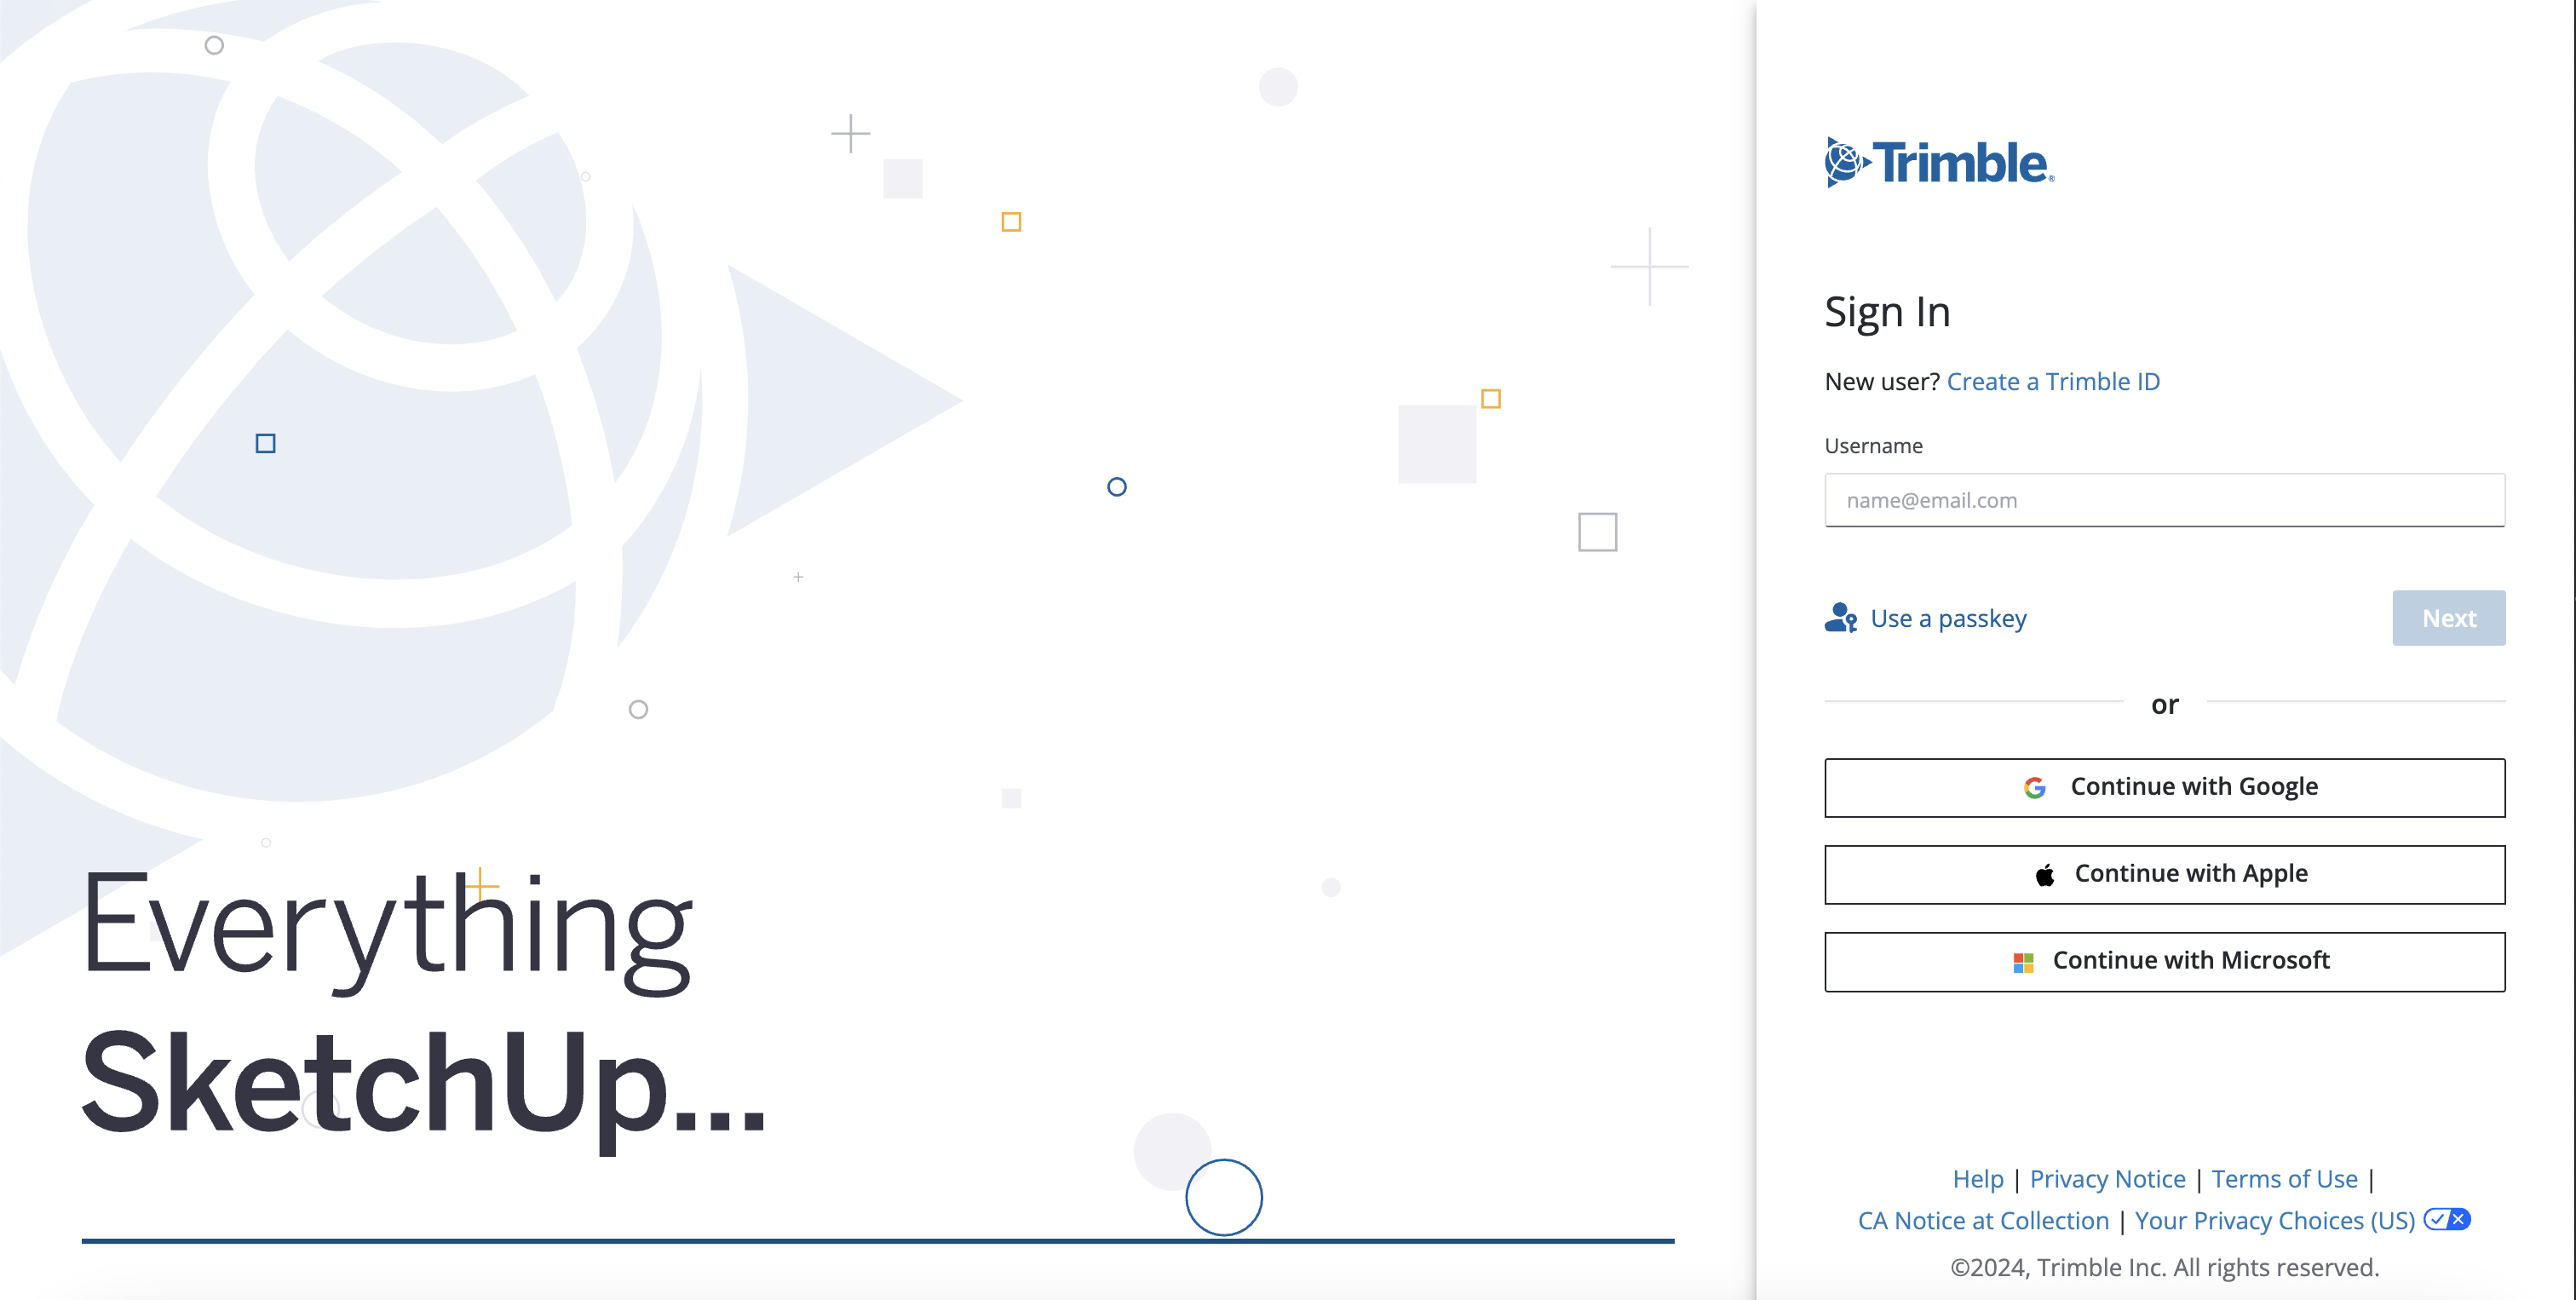 Everything
SketchUp...
Trimble®
Sign In
New user? Create a Trimble ID
Username
name@email.com
Use a passkey
Next
or
Continue with Google
Continue with Apple
Continue with Microsoft
Help | Privacy Notice | Terms of Use |
CA Notice at Collection | Your Privacy Choices (US)
©2024, Trimble Inc. All rights reserved.